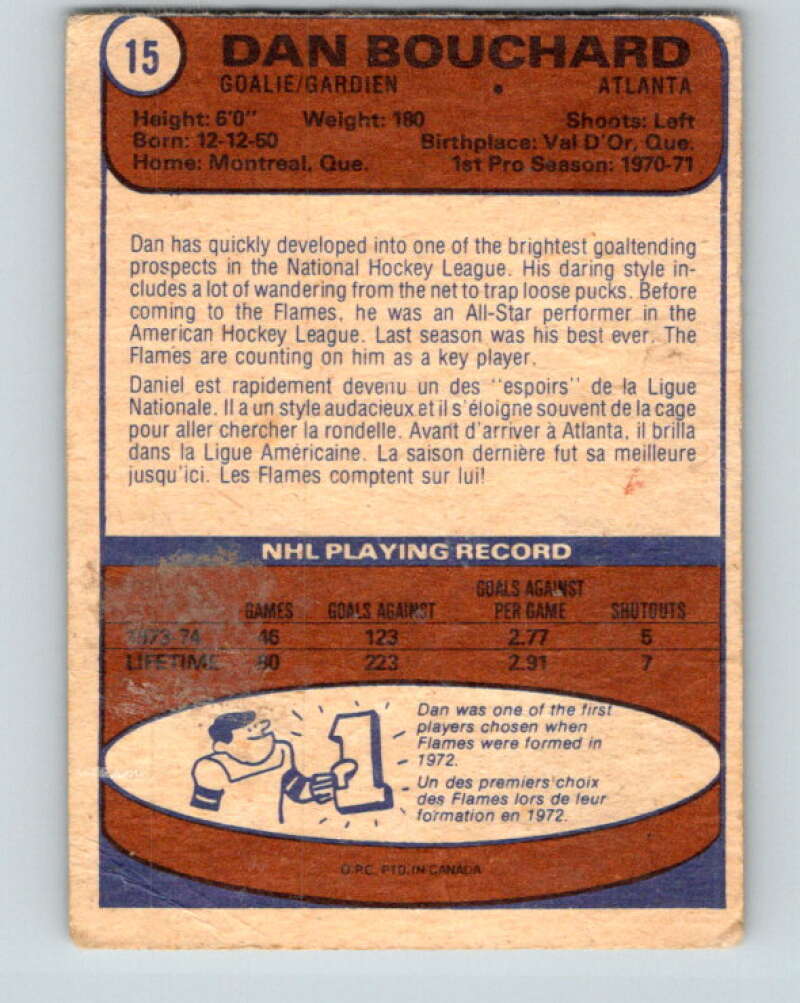 15
DAN BOUCHARD
GOALIE/GARDIEN • ATLANTA
Height: 6'0" Weight: 180 Shoots: Left
Born: 12-12-50 Birthplace: Val D'Or, Que.
Home: Montreal, Que. 1st Pro Season: 1970-71
Dan has quickly developed into one of the brightest goaltending
prospects in the National Hockey League. His daring style in-
cludes a lot of wandering from the net to trap loose pucks. Before
coming to the Flames, he was an All-Star performer in the
American Hockey League. Last season was his best ever. The
Flames are counting on him as a key player.
Daniel est rapidement devenu un des "espoirs" de la Ligue
Nationale. Il a un style audacieux et il s'éloigne souvent de la cage
pour aller chercher la rondelle. Avant d'arriver à Atlanta, il brilla
dans la Ligue Américaine. La saison dernière fut sa meilleure
jusqu'ici. Les Flames comptent sur lui!
NHL PLAYING RECORD
GAMES GOALS AGAINST GOALS AGAINST PER GAME SHUTOUTS
1973-74 46 123 2.77 5
LIFETIME 80 223 2.91 7
1
Dan was one of the first
players chosen when
Flames were formed in
1972.
Un des premiers choix
des Flames lors de leur
formation en 1972.
O.P.C. PTD. IN CANADA